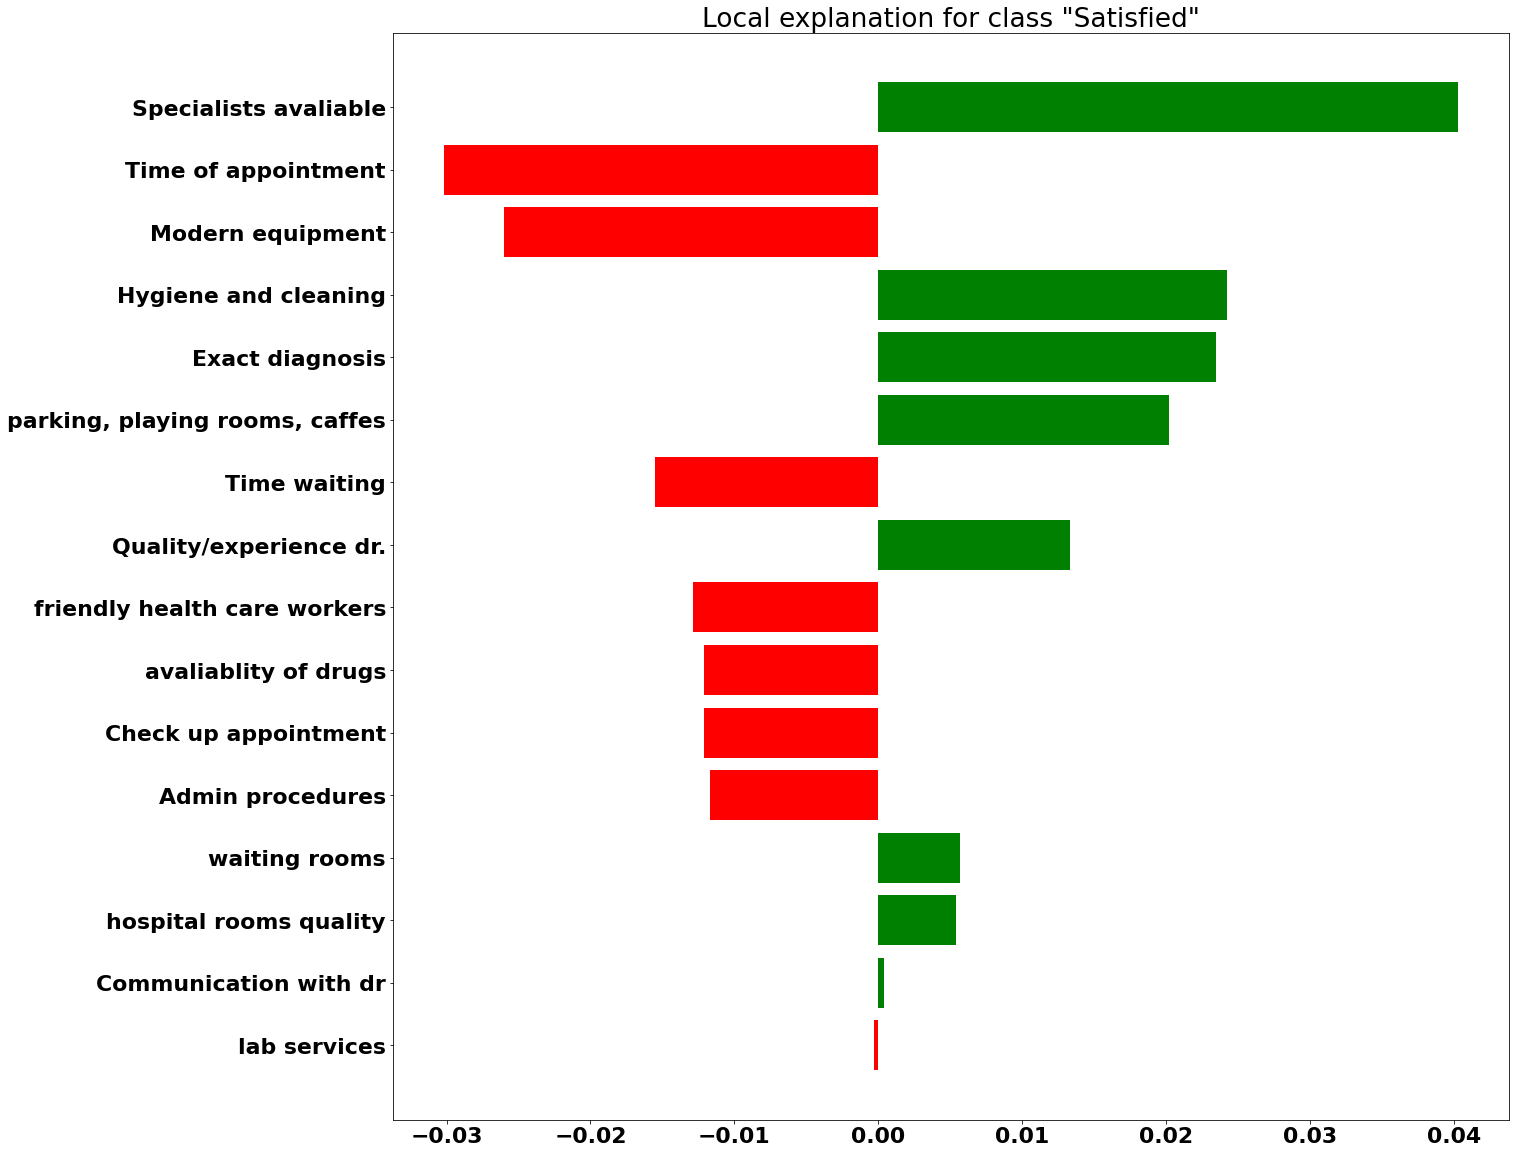 Local explanation for class "Satisfied"
Specialists avaliable
Time of appointment
Modern equipment
Hygiene and cleaning
Exact diagnosis
parking, playing rooms, caffes
Time waiting
Quality/experience dr.
friendly health care workers
avaliablity of drugs
Check up appointment
Admin procedures
waiting rooms
hospital rooms quality
Communication with dr
lab services
−0.03 −0.02 −0.01 0.00 0.01 0.02 0.03 0.04